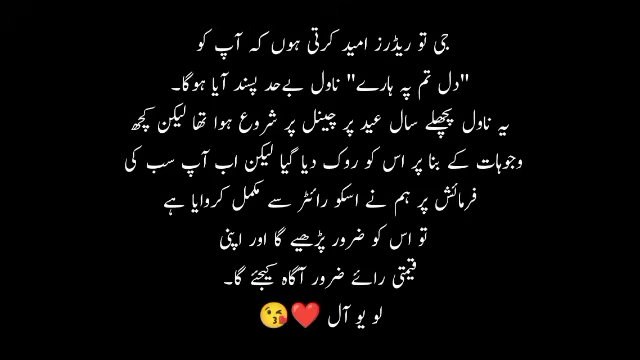 جی تو ریڈرز امید کرتی ہوں کہ آپ کو
"دل تم پہ ہارے" ناول بےحد پسند آیا ہوگا۔
یہ ناول پچھلے سال عید پر چینل پر شروع ہوا تھا لیکن کچھ
وجوہات کے بنا پر اس کو روک دیا گیا لیکن اب آپ سب کی
فرمائش پر ہم نے اسکو رائٹر سے مکمل کروایا ہے
تو اس کو ضرور پڑھیے گا اور اپنی
قیمتی رائے ضرور آگاہ کیجئے گا۔
لو یو آل ❤️😘